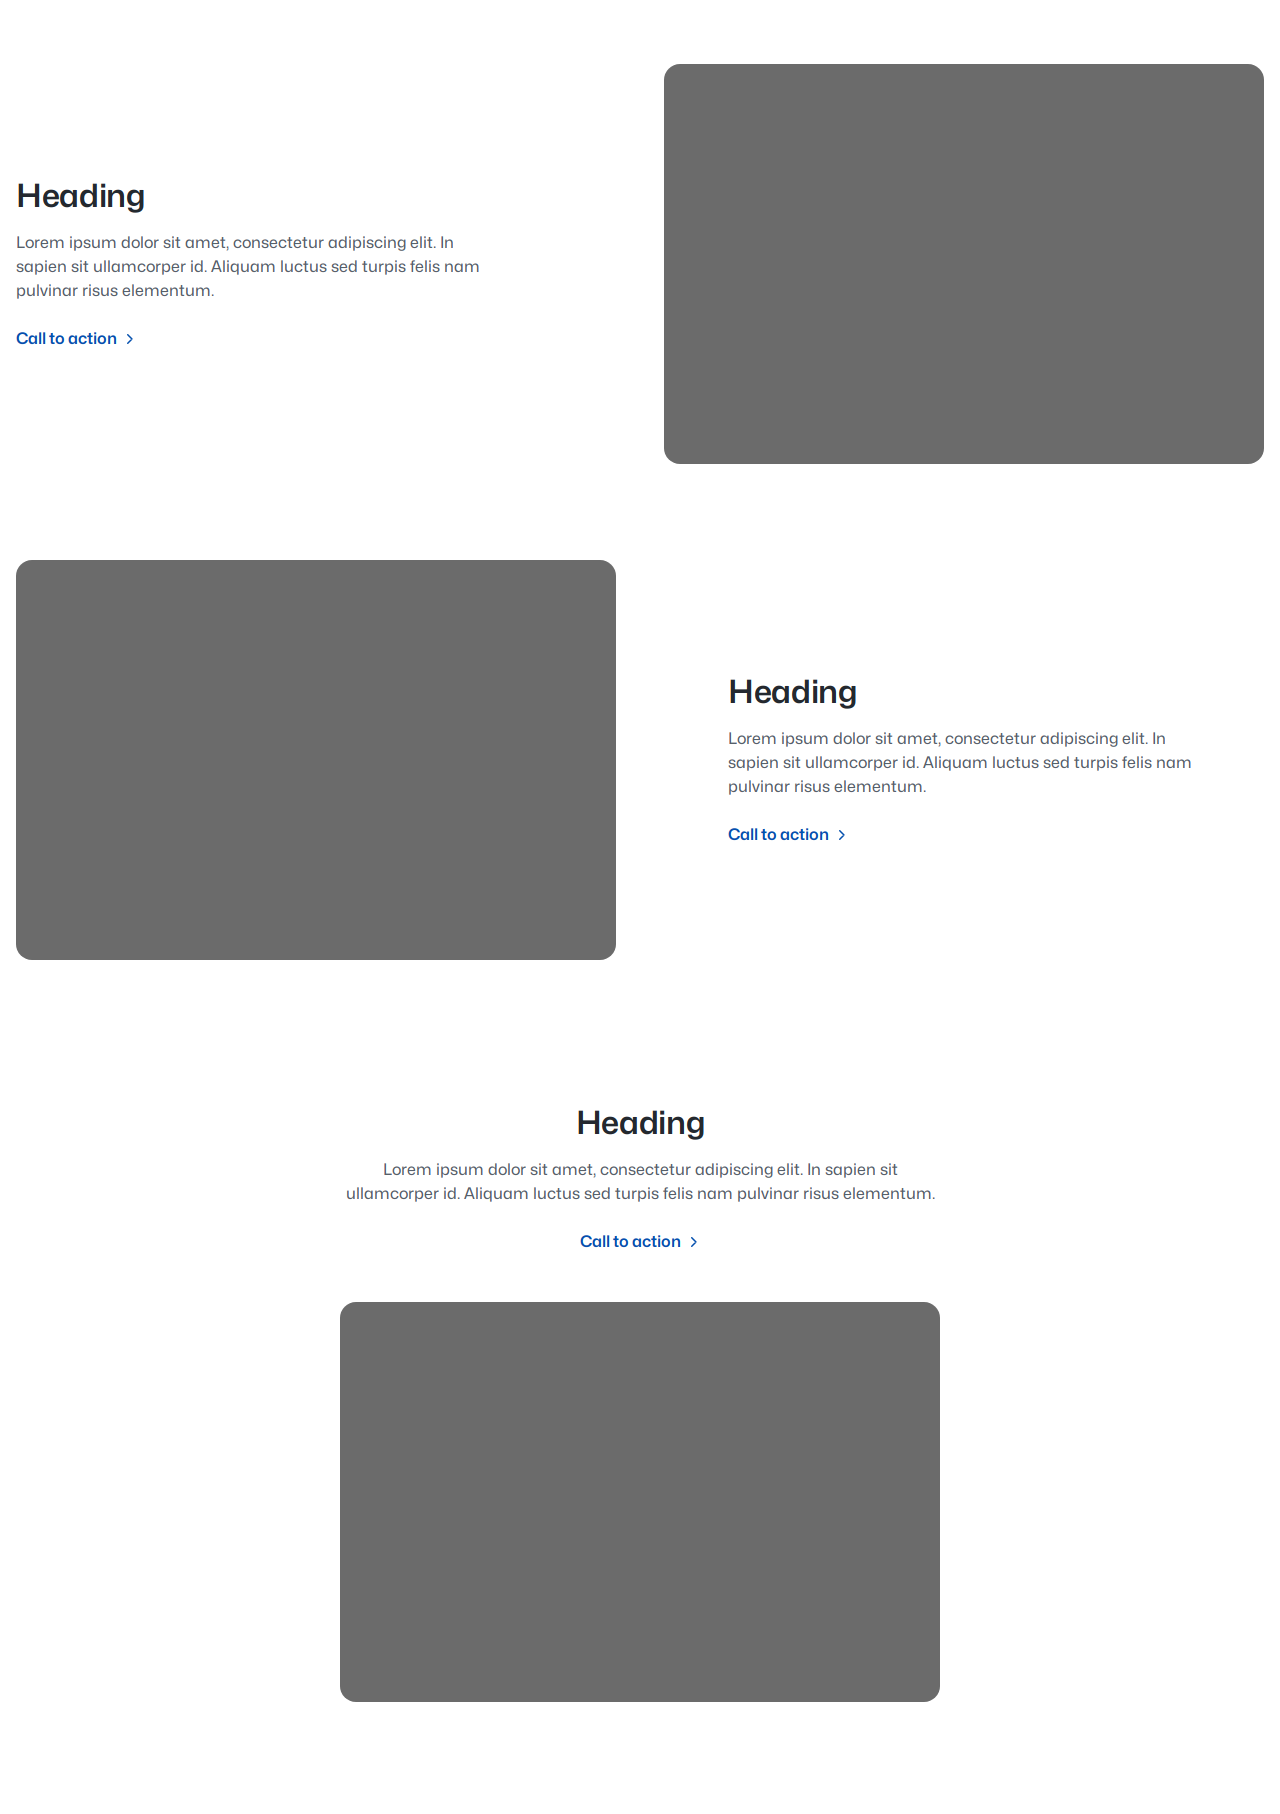 Heading
Lorem ipsum dolor sit amet, consectetur adipiscing elit. In
sapien sit ullamcorper id. Aliquam luctus sed turpis felis nam
pulvinar risus elementum.
Call to action
Heading
Lorem ipsum dolor sit amet, consectetur adipiscing elit. In
sapien sit ullamcorper id. Aliquam luctus sed turpis felis nam
pulvinar risus elementum.
Call to action
Heading
Lorem ipsum dolor sit amet, consectetur adipiscing elit. In sapien sit
ullamcorper id. Aliquam luctus sed turpis felis nam pulvinar risus elementum.
Call to action